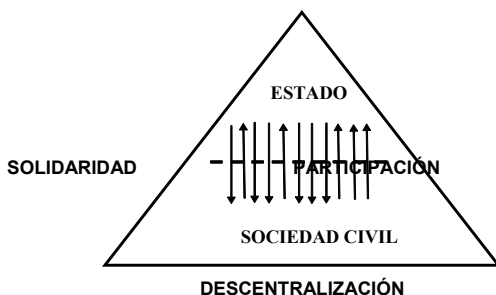 ESTADO
SOLIDARIDAD
PARTICIPACIÓN
SOCIEDAD CIVIL
DESCENTRALIZACIÓN